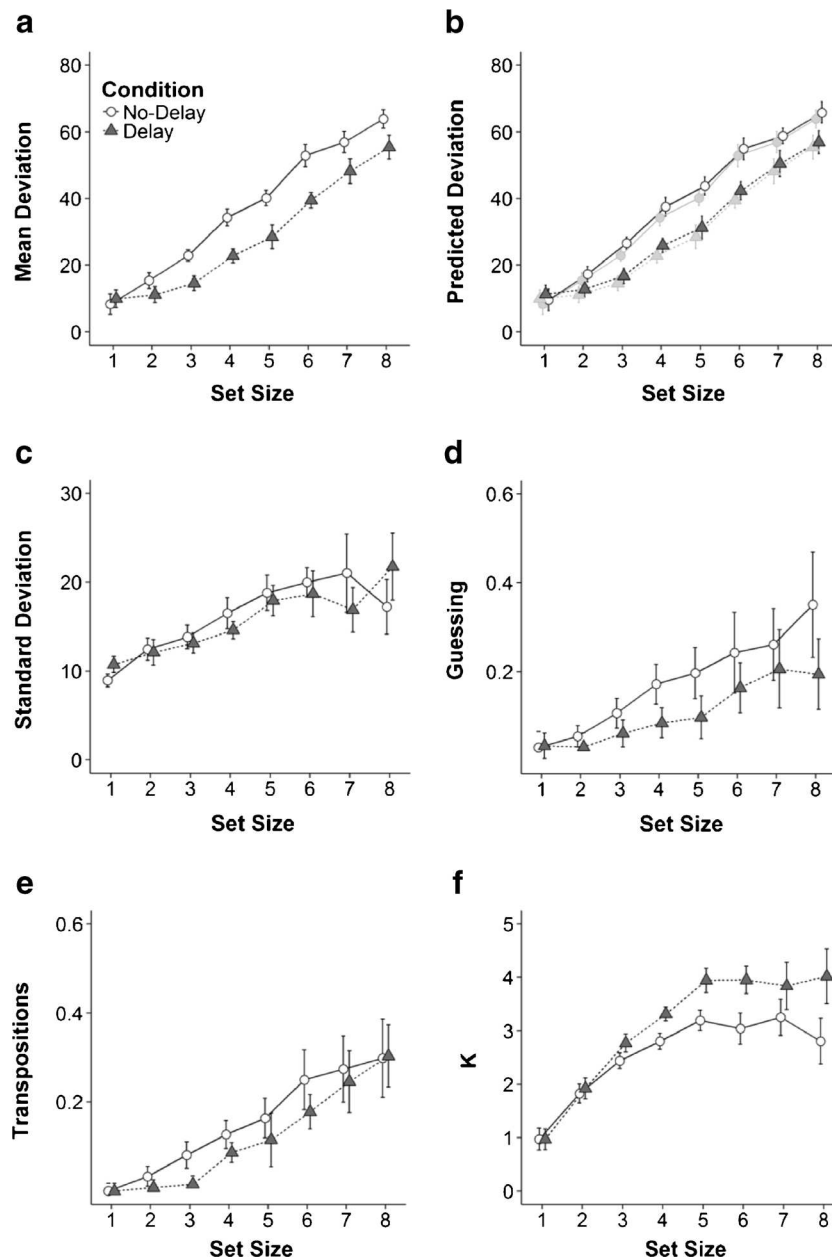 a
Mean Deviation
80
60
40
20
0
Condition
No-Delay
Delay
1 2 3 4 5 6 7 8
Set Size
b
Predicted Deviation
80
60
40
20
0
1 2 3 4 5 6 7 8
Set Size
c
Standard Deviation
30
20
10
0
1 2 3 4 5 6 7 8
Set Size
d
Guessing
0.6
0.4
0.2
1 2 3 4 5 6 7 8
Set Size
e
Transpositions
0.6
0.4
0.2
1 2 3 4 5 6 7 8
Set Size
f
K
5
4
3
2
1
0
1 2 3 4 5 6 7 8
Set Size